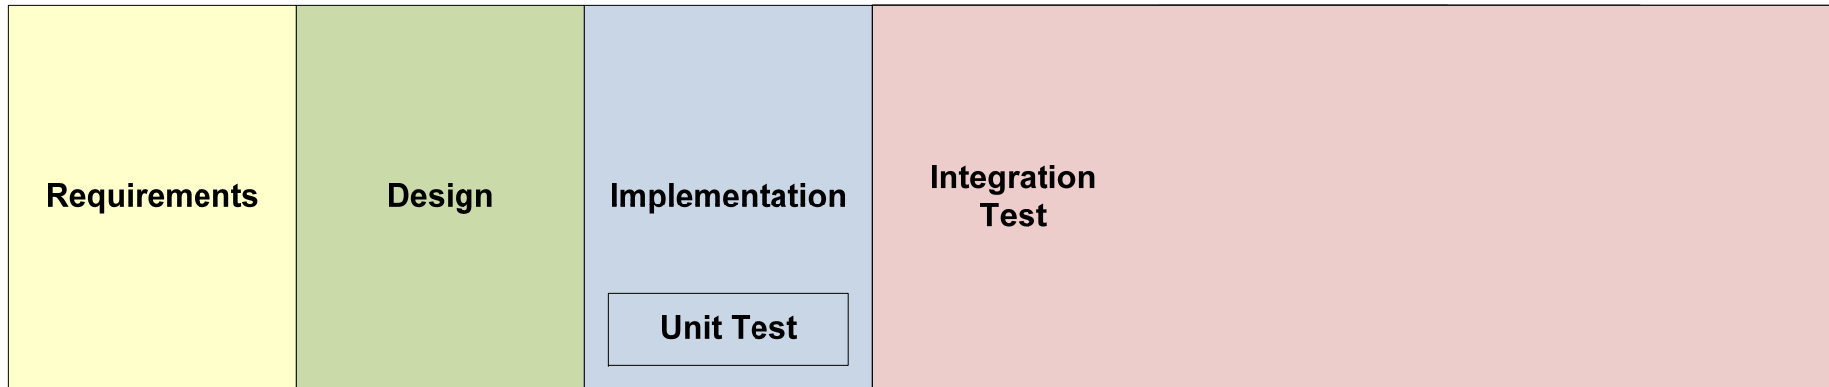 Requirements
Design
Implementation
Unit Test
Integration
Test